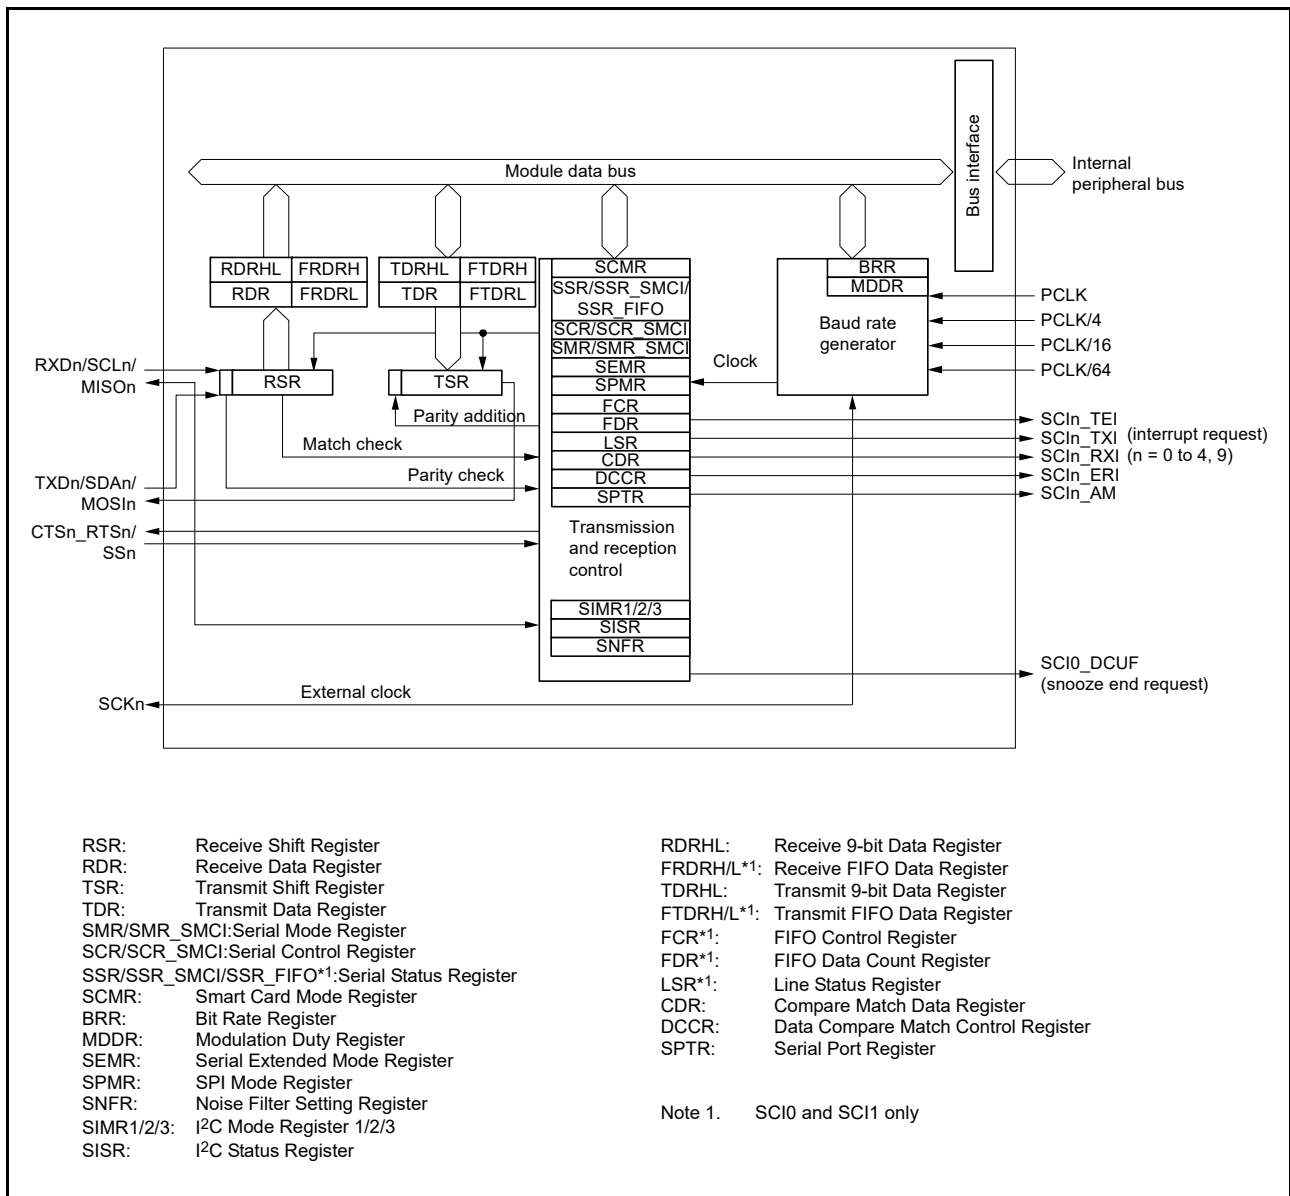 Module data bus
Bus interface
Internal
peripheral bus
RDRHL FRDRH
RDR FRDRL
TDRHL FTDRH
TDR FTDRL
SCMR
SSR/SSR_SMCI/
SSR_FIFO
SCR/SCR_SMCI
SMR/SMR_SMCI
SEMR
SPMR
FCR
FDR
LSR
CDR
DCCR
SPTR
Transmission
and reception
control
SIMR1/2/3
SISR
SNFR
BRR
MDDR
Baud rate
generator
Clock
PCLK
PCLK/4
PCLK/16
PCLK/64
RXDn/SCLn/
MISOn
RSR
TSR
Parity addition
Match check
Parity check
TXDn/SDAn/
MOSIn
CTSn_RTSn/
SSn
SCKn
External clock
SCIn_TEI
SCIn_TXI
SCIn_RXI
SCIn_ERI
SCIn_AM
(interrupt request)
(n = 0 to 4, 9)
SCI0_DCUF
(snooze end request)
RSR: Receive Shift Register
RDR: Receive Data Register
TSR: Transmit Shift Register
TDR: Transmit Data Register
SMR/SMR_SMCI:Serial Mode Register
SCR/SCR_SMCI:Serial Control Register
SSR/SSR_SMCI/SSR_FIFO*1:Serial Status Register
SCMR: Smart Card Mode Register
BRR: Bit Rate Register
MDDR: Modulation Duty Register
SEMR: Serial Extended Mode Register
SPMR: SPI Mode Register
SNFR: Noise Filter Setting Register
SIMR1/2/3: I2C Mode Register 1/2/3
SISR: I2C Status Register
RDRHL: Receive 9-bit Data Register
FRDRH/L*1: Receive FIFO Data Register
TDRHL: Transmit 9-bit Data Register
FTDRH/L*1: Transmit FIFO Data Register
FCR*1: FIFO Control Register
FDR*1: FIFO Data Count Register
LSR*1: Line Status Register
CDR: Compare Match Data Register
DCCR: Data Compare Match Control Register
SPTR: Serial Port Register
Note 1. SCI0 and SCI1 only